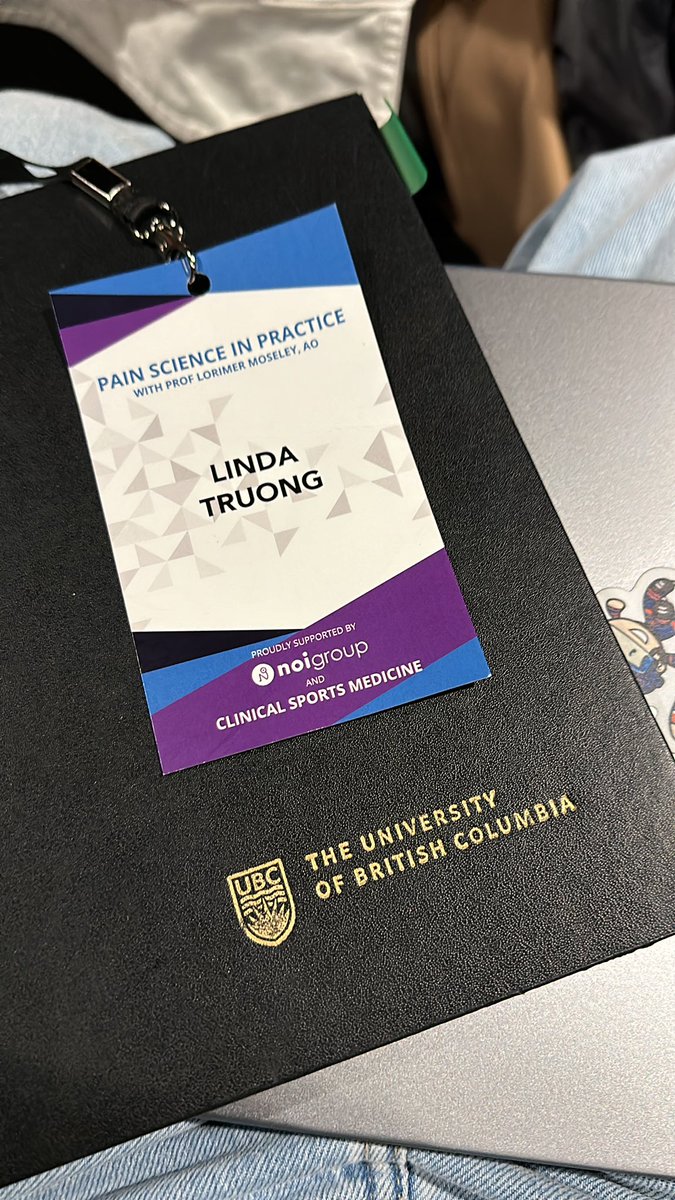 PAIN SCIENCE IN PRACTICE
WITH PROF LORIMER MOSELEY, AO
LINDA
TRUONG
PROUDLY SUPPORTED BY
noigroup
AND
CLINICAL SPORTS MEDICINE
UBC
THE UNIVERSITY
OF BRITISH COLUMBIA